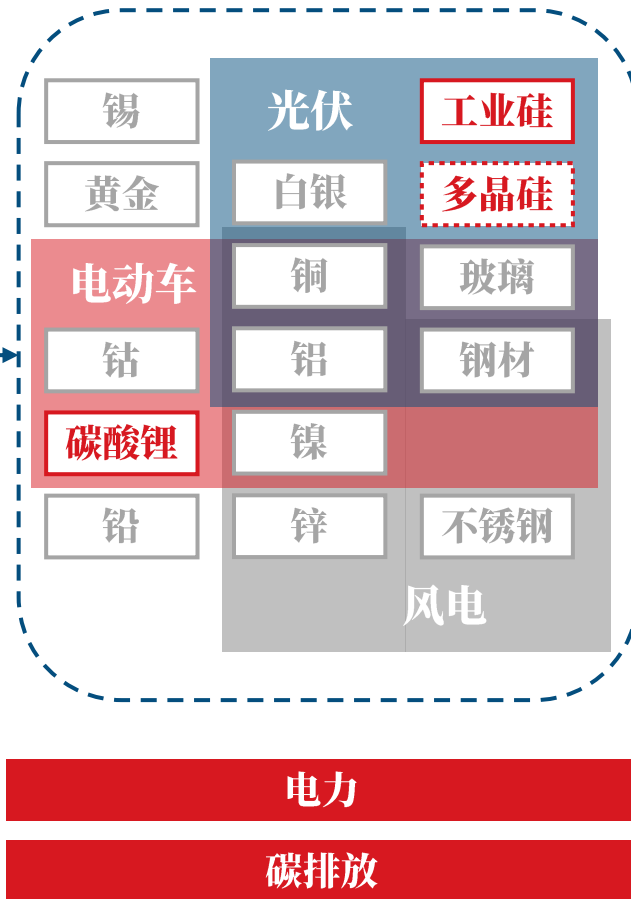 锡
光伏
工业硅
黄金
白银
多晶硅
电动车
铜
玻璃
钴
铝
钢材
碳酸锂
镍
铅
锌
不锈钢
风电
电力
碳排放